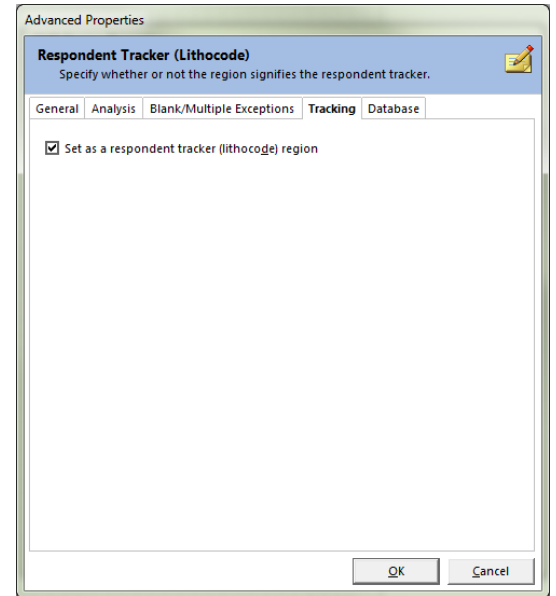 Advanced Properties
Respondent Tracker (Lithocode)
Specify whether or not the region signifies the respondent tracker.
General Analysis Blank/Multiple Exceptions Tracking Database
Set as a respondent tracker (lithocode) region
OK Cancel